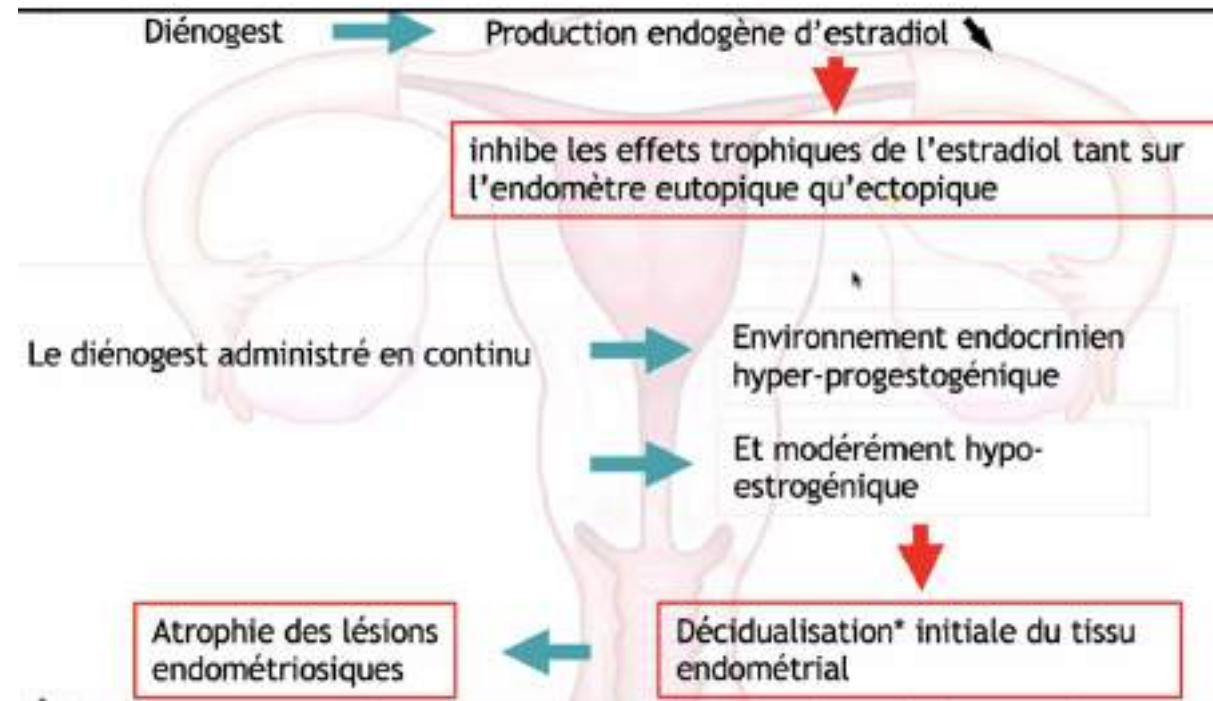 Diénogest
Production endogène d'estradiol
inhibe les effets trophiques de l'estradiol tant sur
l'endomètre eutopique qu'ectopique
Le diénogest administré en continu
Environnement endocrinien
hyper-progestogénique
Et modérément hypo-
estrogénique
Décidualisation* initiale du tissu
endométrial
Atrophie des lésions
endométriosiques